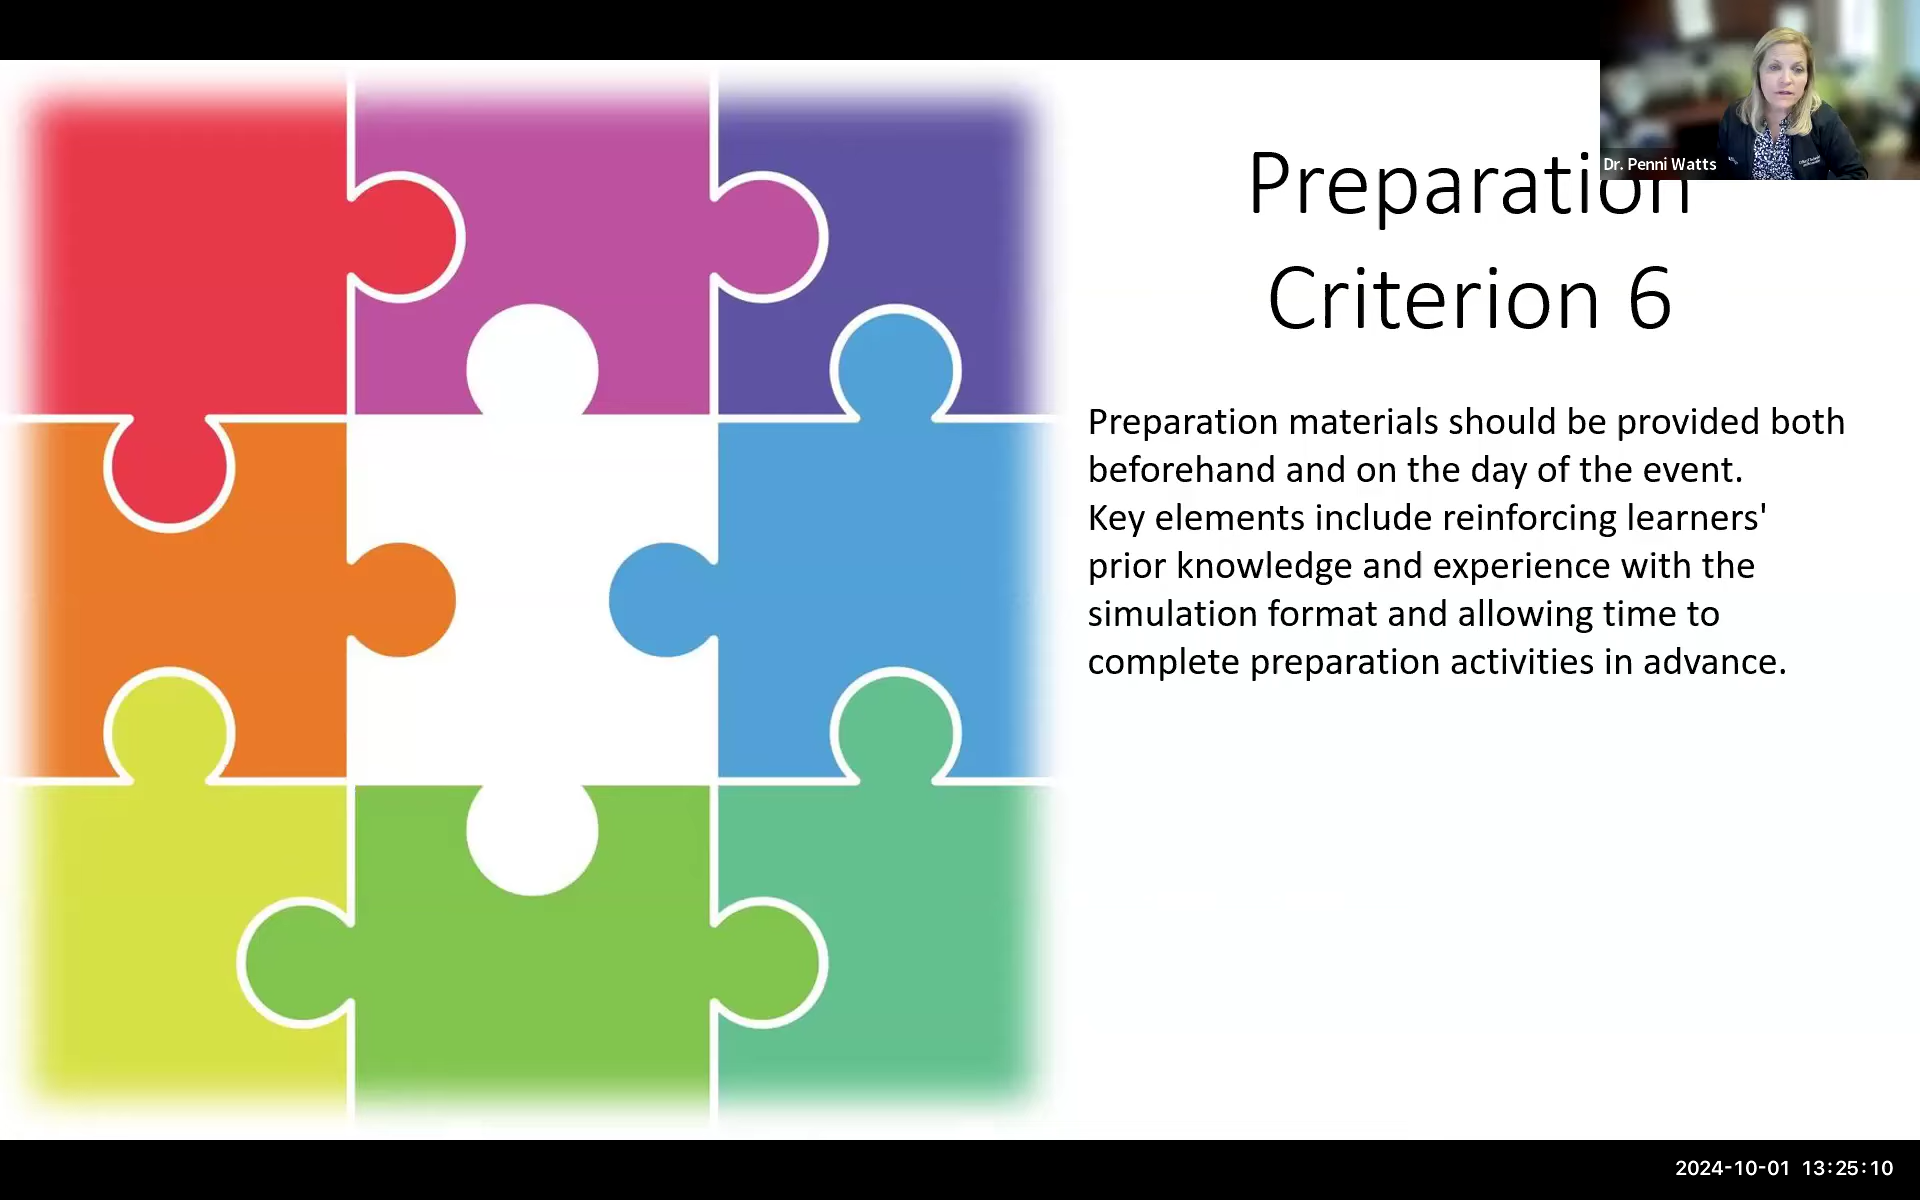 Dr. Penni Watts
Preparation
Criterion 6
Preparation materials should be provided both
beforehand and on the day of the event.
Key elements include reinforcing learners'
prior knowledge and experience with the
simulation format and allowing time to
complete preparation activities in advance.
2024-10-01 13:25:10